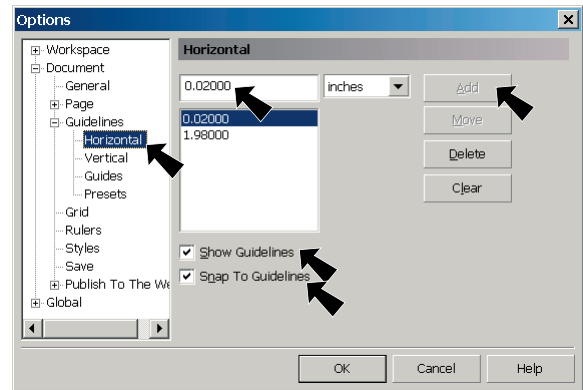 Options
Workspace
Document
General
Page
Guidelines
Horizontal
Vertical
Guides
Presets
Grid
Rulers
Styles
Save
Publish To The We
Global
Horizontal
0.02000 inches Add
0.02000
1.98000
Move
Delete
Clear
Show Guidelines
Snap To Guidelines
OK Cancel Help